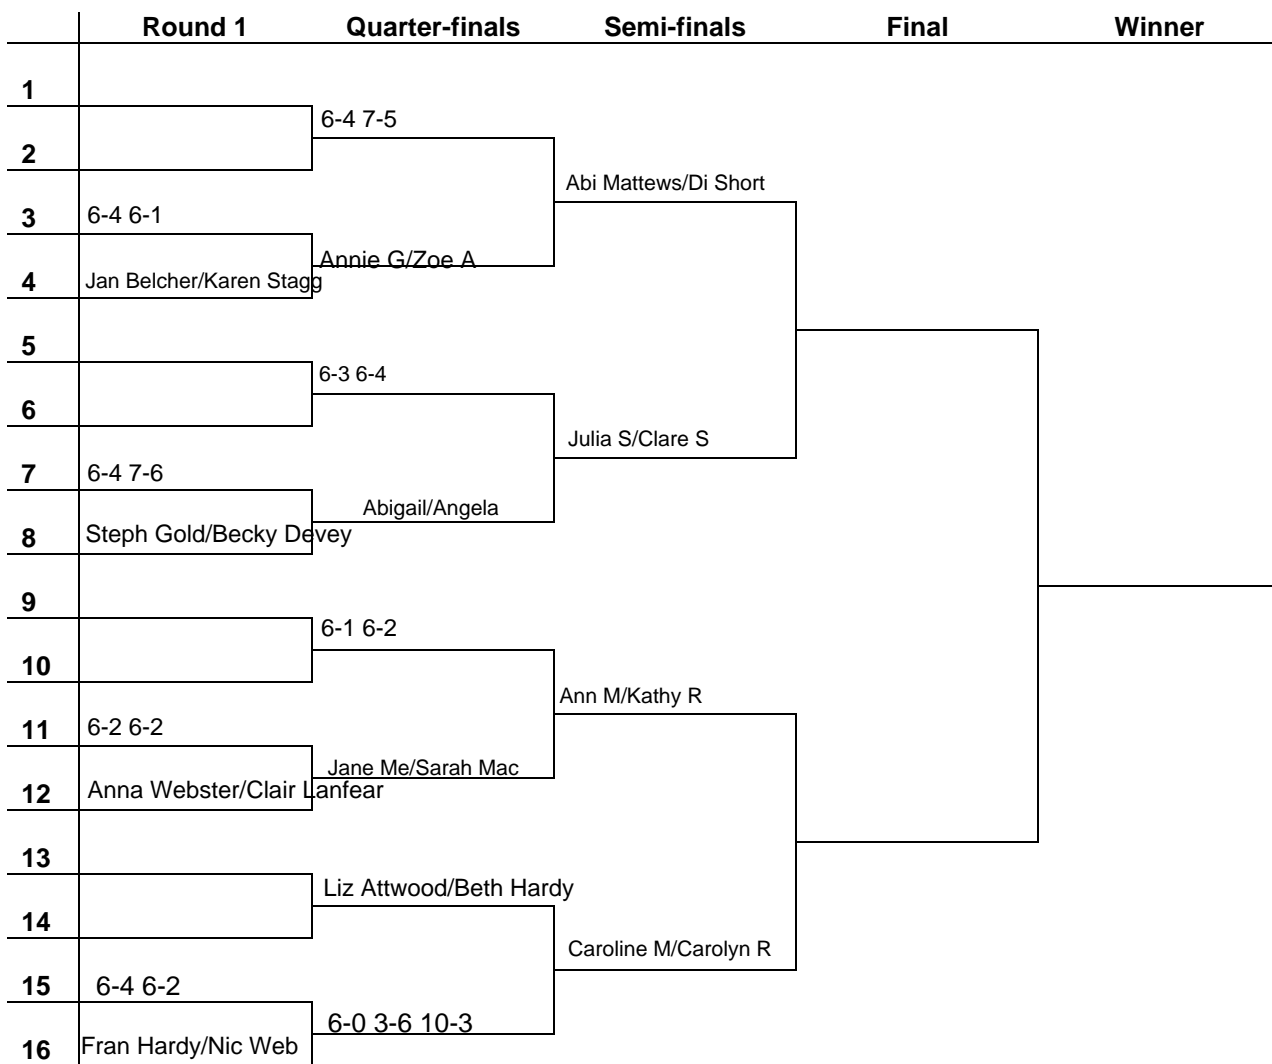 Round 1 Quarter-finals Semi-finals Final Winner
1
6-4 7-5
2
Abi Mattews/Di Short
3 6-4 6-1
Annie G/Zoe A
4 Jan Belcher/Karen Stagg
5
6-3 6-4
6
Julia S/Clare S
7 6-4 7-6
Abigail/Angela
8 Steph Gold/Becky Devey
9
6-1 6-2
10
Ann M/Kathy R
11 6-2 6-2
Jane Me/Sarah Mac
12 Anna Webster/Clair Lanfear
13
Liz Attwood/Beth Hardy
14
Caroline M/Carolyn R
15 6-4 6-2
6-0 3-6 10-3
16 Fran Hardy/Nic Web